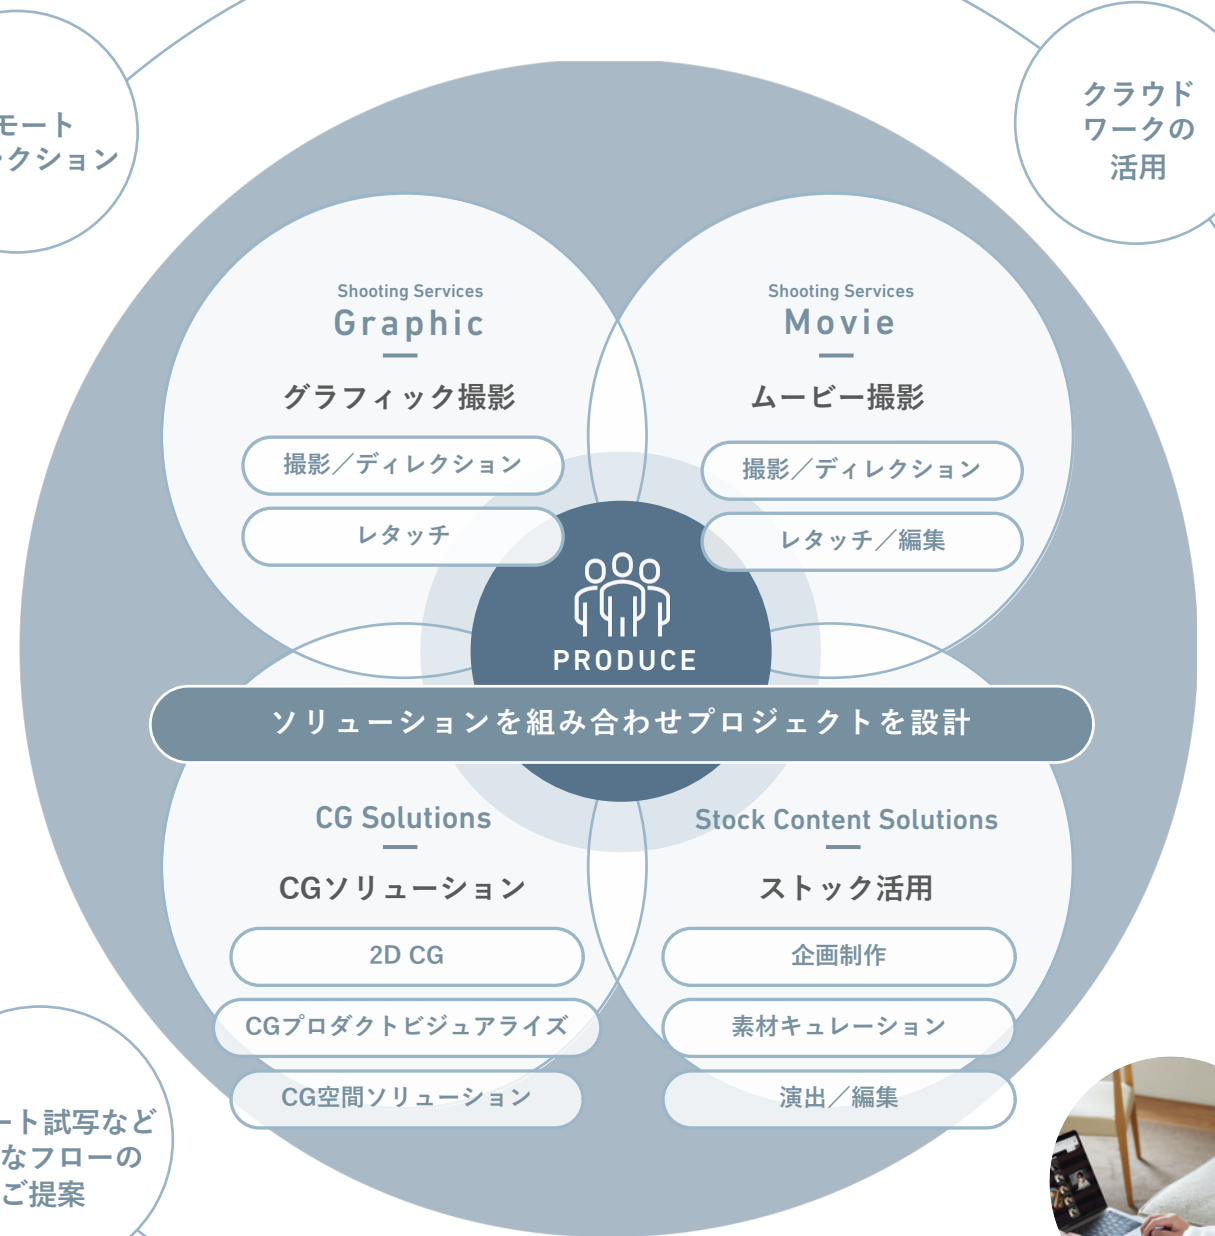 モート
クション
クラウド
ワークの
活用
Shooting Services
Graphic
グラフィック撮影
撮影／ディレクション
レタッチ
Shooting Services
Movie
ムービー撮影
撮影／ディレクション
レタッチ／編集
PRODUCE
ソリューションを組み合わせプロジェクトを設計
CG Solutions
CGソリューション
2D CG
CGプロダクトビジュアライズ
CG空間ソリューション
Stock Content Solutions
ストック活用
企画制作
素材キュレーション
演出／編集
ート試写など
なフローの
ご提案